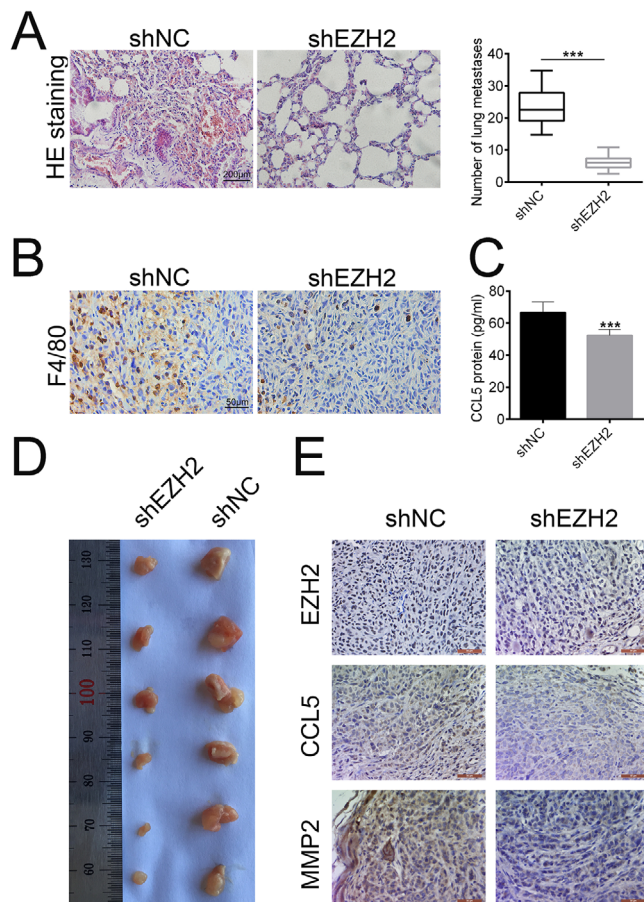 A
shNC
shEZH2
HE staining
200μm
***
Number of lung metastases
40
30
20
10
0
shNC
shEZH2
B
shNC
shEZH2
F4/80
50μm
C
CCL5 protein (pg/ml)
80
60
40
20
0
***
shNC
shEZH2
D
shEZH2
shNC
130
120
110
100
90
80
70
60
E
shNC
shEZH2
EZH2
CCL5
MMP2